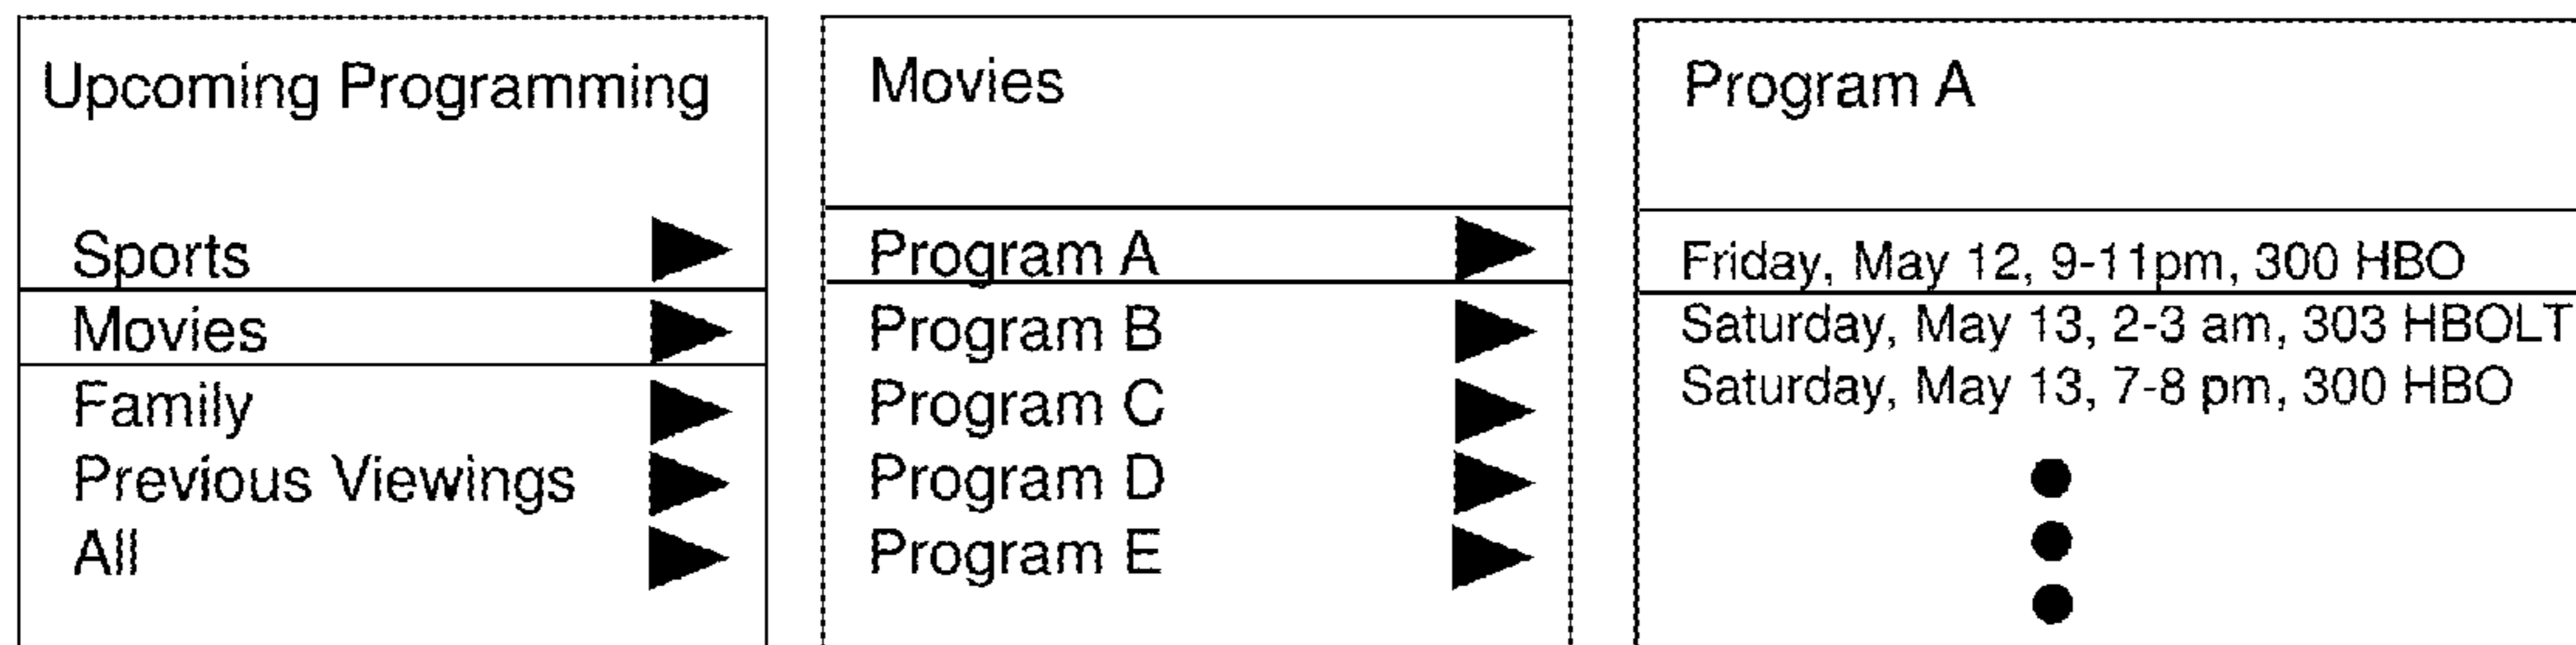 Upcoming Programming
Sports
Movies
Family
Previous Viewings
All
Movies
Program A
Program B
Program C
Program D
Program E
Program A
Friday, May 12, 9-11pm, 300 HBO
Saturday, May 13, 2-3 am, 303 HBOLT
Saturday, May 13, 7-8 pm, 300 HBO